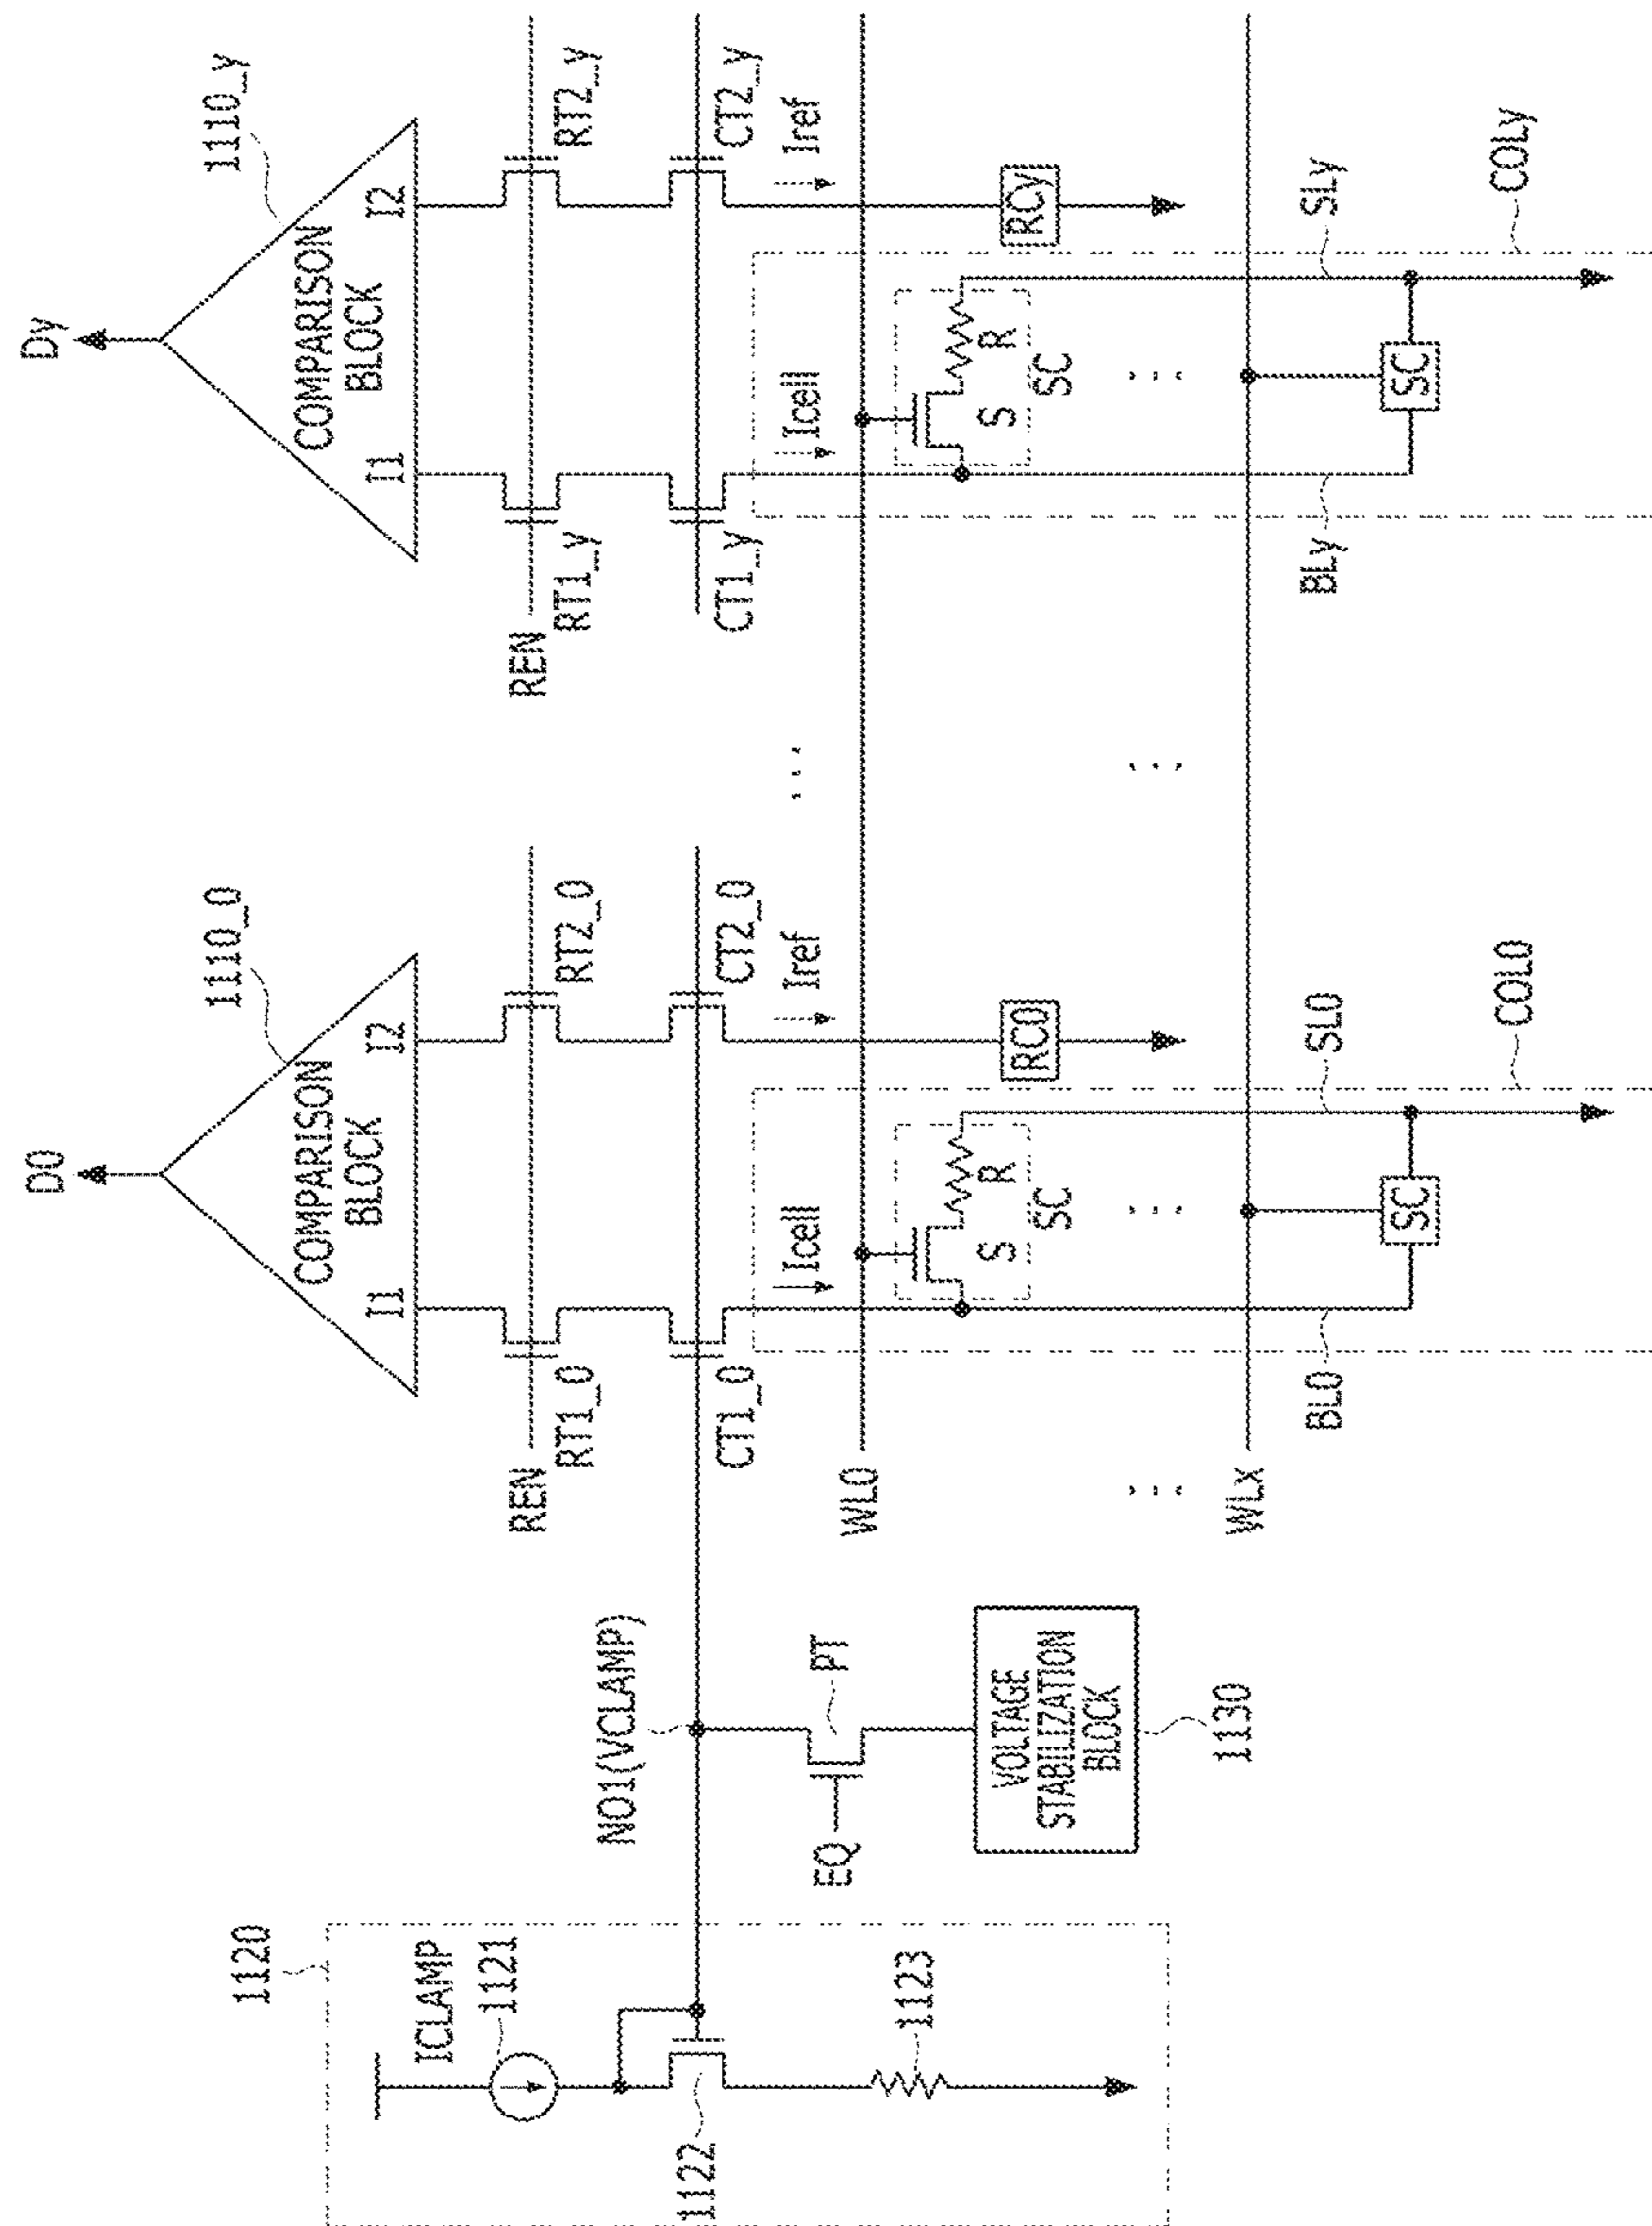 D0
Dy
1110_0
1110_y
COMPARISON
BLOCK
COMPARISON
BLOCK
I1
I2
I1
I2
1120
ICLAMP
1121
1122
1123
REN
REN
RT1_0
RT2_0
RT1_y
RT2_y
NO1(VCLAMP)
CT1_0
CT2_0
CT1_y
CT2_y
EQ
PT
Icell
Iref
Icell
Iref
WL0
S
R
SC
RC0
S
R
SC
RCy
VOLTAGE
STABILIZATION
BLOCK
1130
WLx
BL0
SL0
BLy
SLy
SC
SC
COL0
COLy